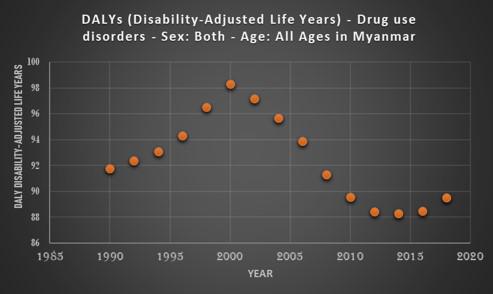 DALYs (Disability-Adjusted Life Years) - Drug use
disorders - Sex: Both - Age: All Ages in Myanmar
DALY DISABILITY-ADJUSTED LIFE YEARS
100
98
96
94
92
90
88
86
1985 1990 1995 2000 2005 2010 2015 2020
YEAR